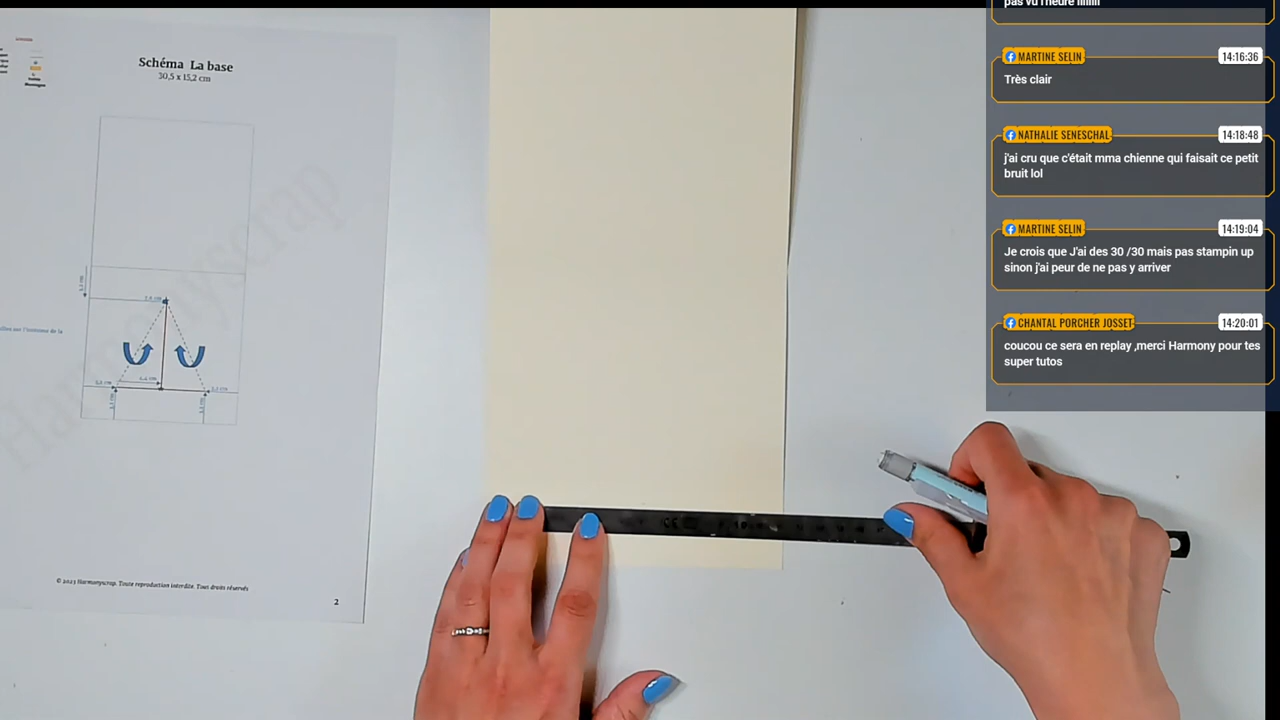 Schéma La base
30,5 x 15,2 cm
Harmonyscrap
© 2023 Harmonyscrap. Toute reproduction interdite. Tous droits réservés
2
MARTINE SELIN
14:16:36
Très clair
NATHALIE SENESCHAL
14:18:48
j'ai cru que c'était mma chienne qui faisait ce petit
bruit lol
MARTINE SELIN
14:19:04
Je crois que J'ai des 30 /30 mais pas stampin up
sinon j'ai peur de ne pas y arriver
CHANTAL PORCHER JOSSET
14:20:01
coucou ce sera en replay ,merci Harmony pour tes
super tutos